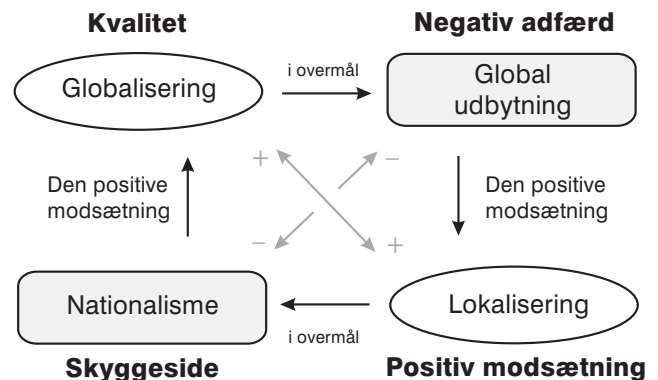 Kvalitet
Negativ adfærd
Globalisering
i overmål
Global
udbytning
+
–
Den positive
modsætning
Den positive
modsætning
–
+
Nationalisme
i overmål
Lokalisering
Skyggeside
Positiv modsætning